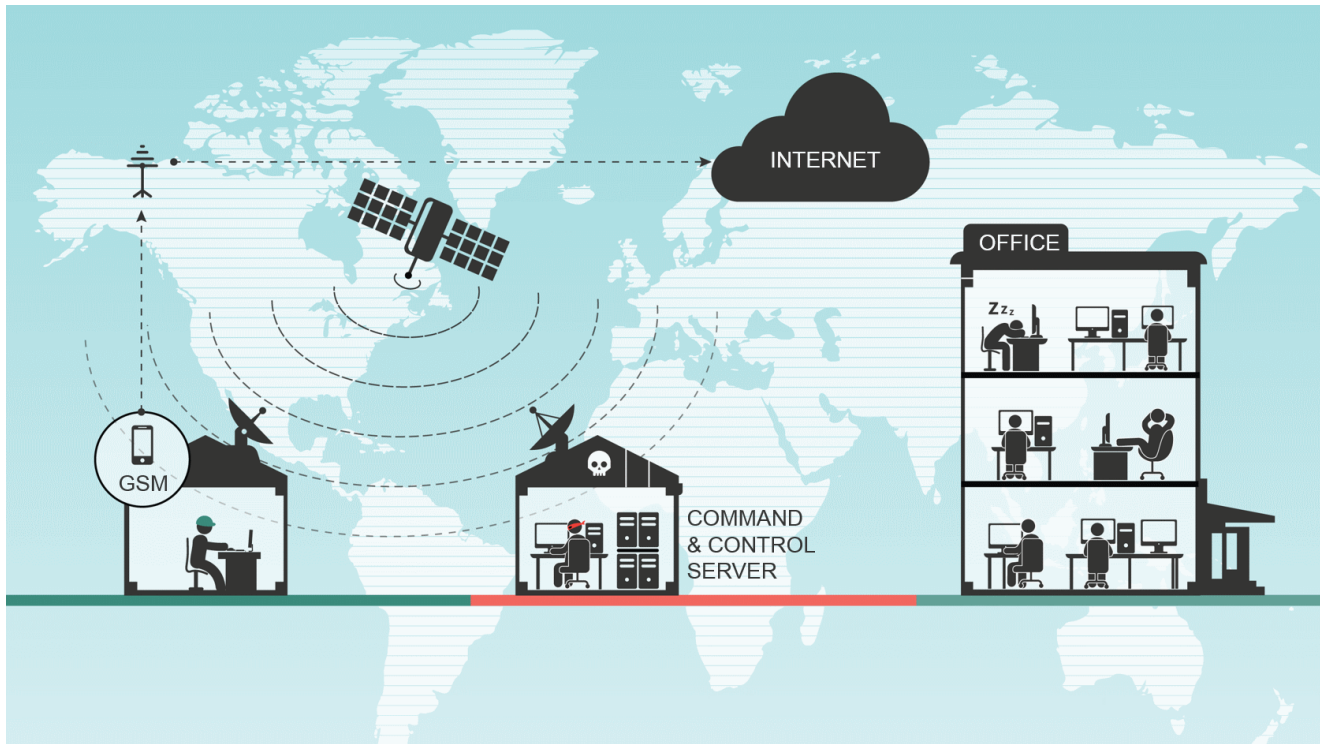 INTERNET
OFFICE
Zzz
GSM
COMMAND
& CONTROL
SERVER